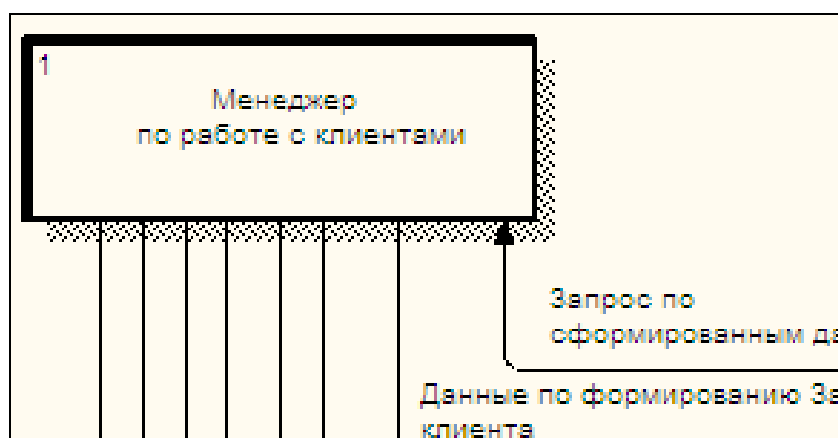 1
Менеджер
по работе с клиентами
Запрос по
сформированным
Данные по формированию
клиента